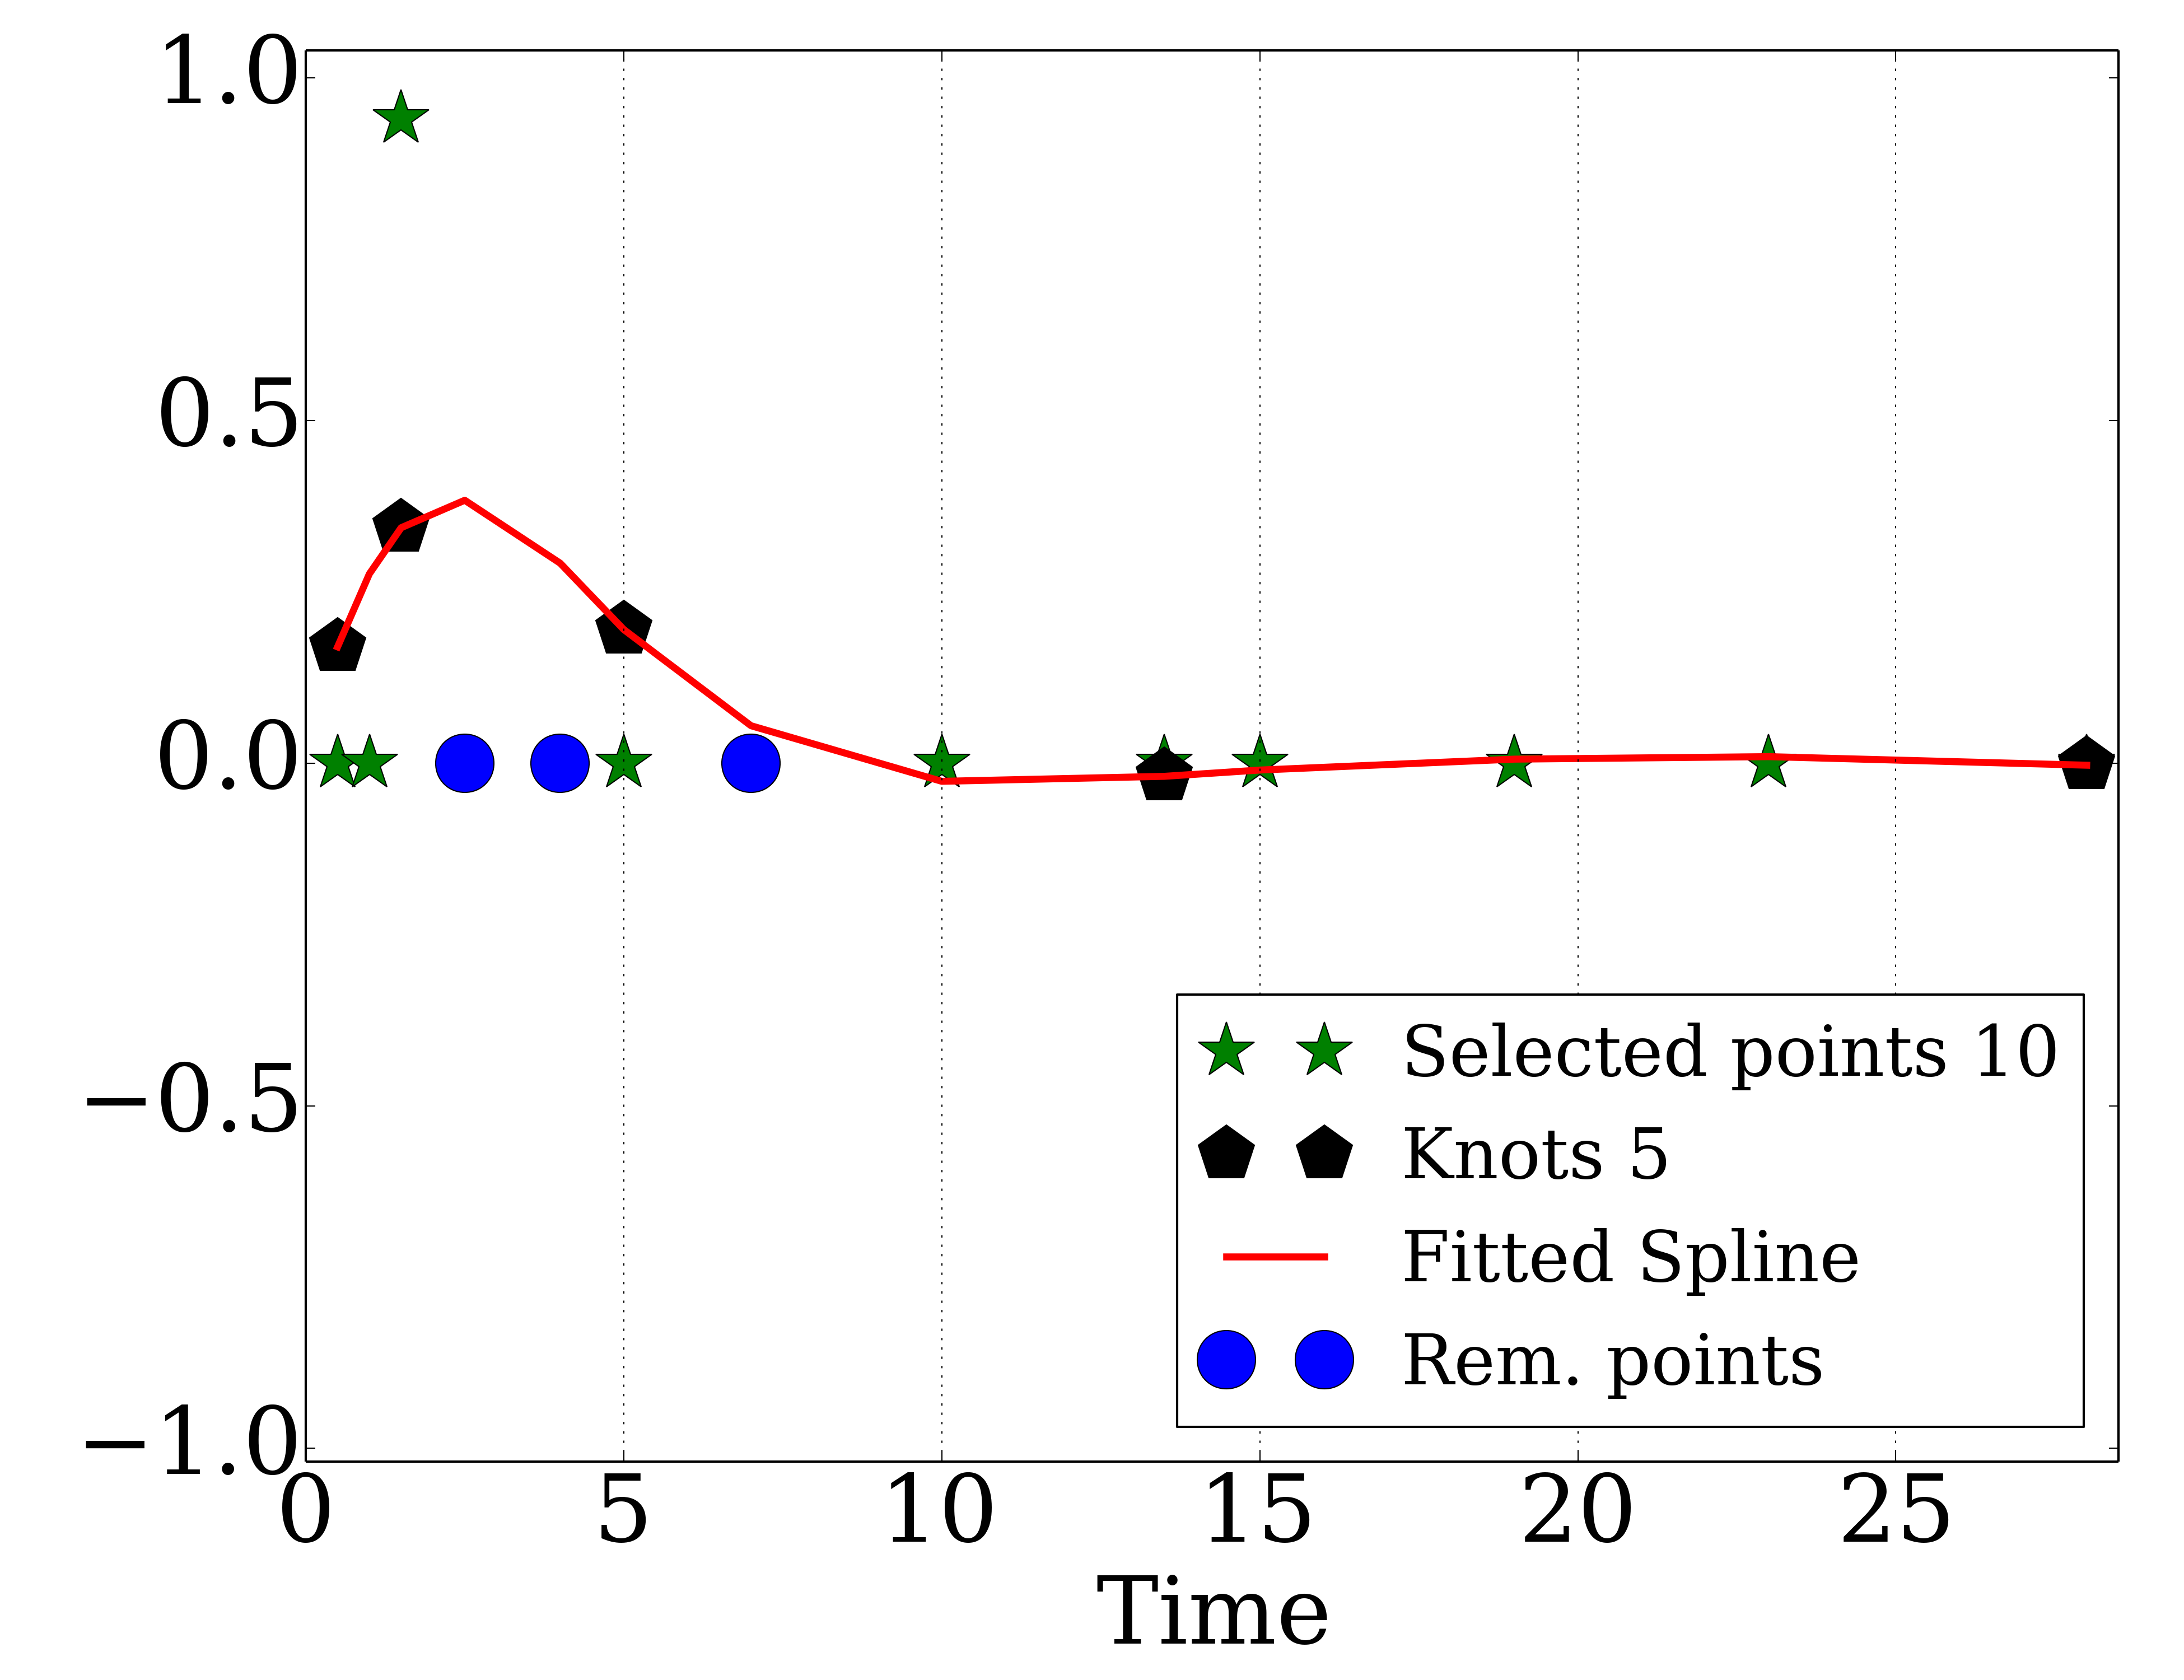 1.0
0.5
0.0
−0.5
−1.0
0 5 10 15 20 25
Time
Selected points 10
Knots 5
Fitted Spline
Rem. points